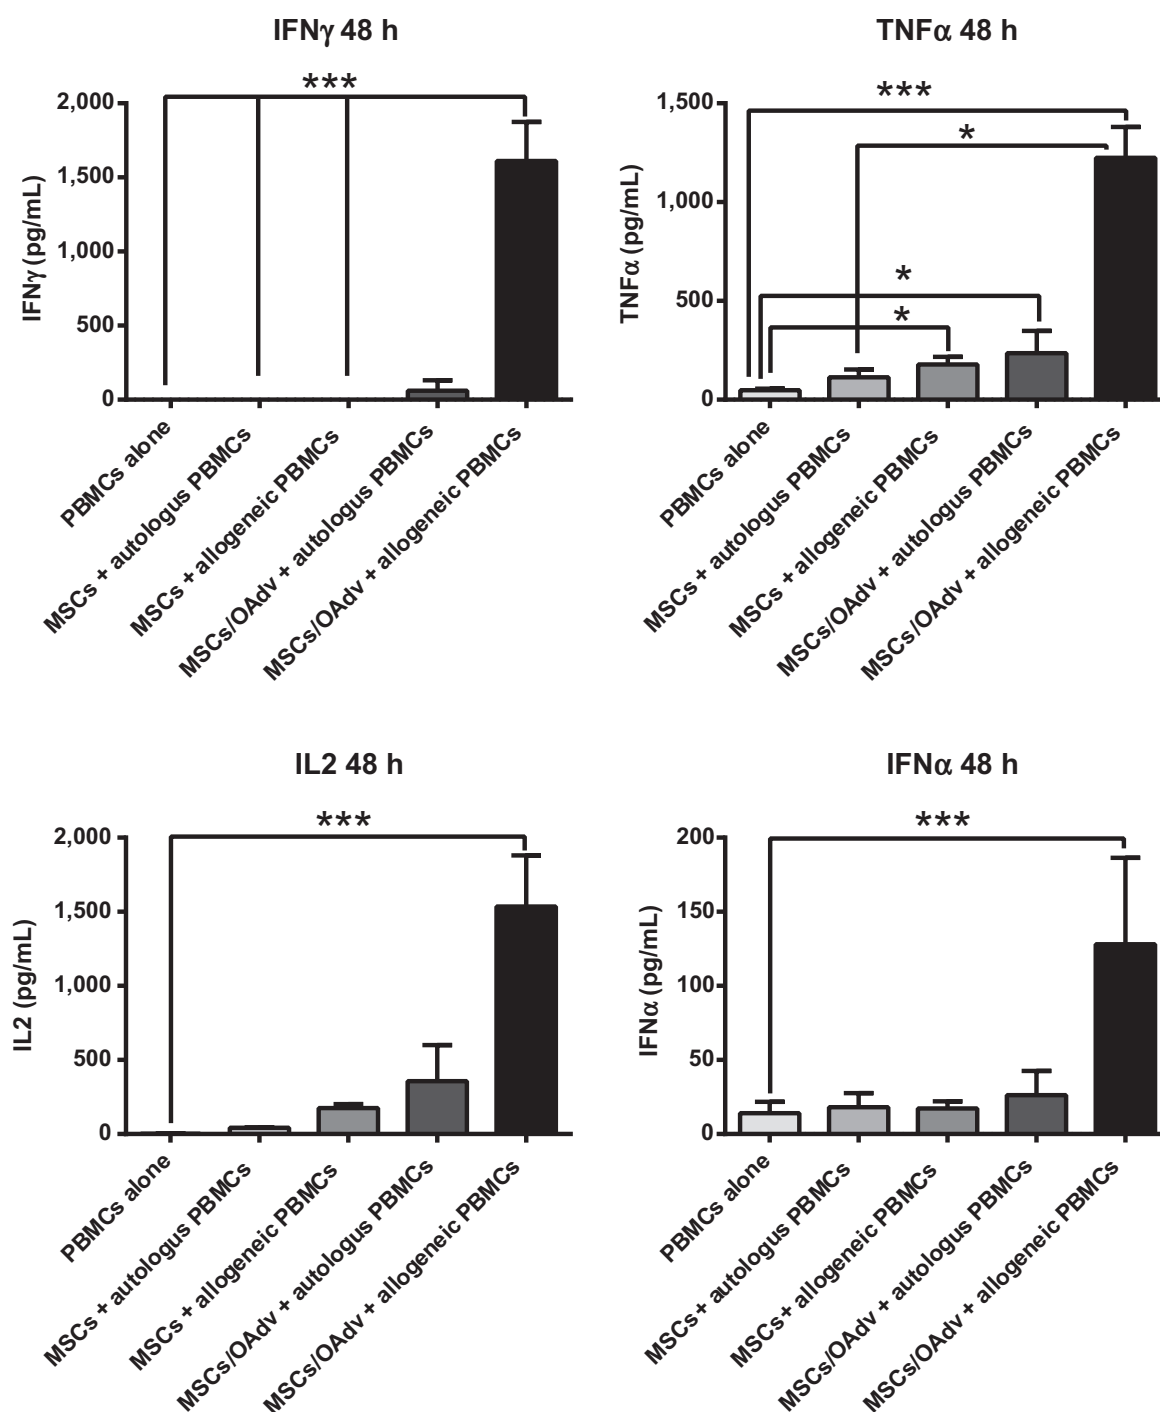 IFNγ 48 h
***
2,000
1,500
1,000
500
0
IFNγ (pg/mL)
PBMCs alone
MSCs + autologus PBMCs
MSCs + allogeneic PBMCs
MSCs/OAdv + autologus PBMCs
MSCs/OAdv + allogeneic PBMCs
TNFα 48 h
***
*
*
*
1,500
1,000
500
0
TNFα (pg/mL)
PBMCs alone
MSCs + autologus PBMCs
MSCs + allogeneic PBMCs
MSCs/OAdv + autologus PBMCs
MSCs/OAdv + allogeneic PBMCs
IL2 48 h
***
2,000
1,500
1,000
500
0
IL2 (pg/mL)
PBMCs alone
MSCs + autologus PBMCs
MSCs + allogeneic PBMCs
MSCs/OAdv + autologus PBMCs
MSCs/OAdv + allogeneic PBMCs
IFNα 48 h
***
200
150
100
50
0
IFNα (pg/mL)
PBMCs alone
MSCs + autologus PBMCs
MSCs + allogeneic PBMCs
MSCs/OAdv + autologus PBMCs
MSCs/OAdv + allogeneic PBMCs